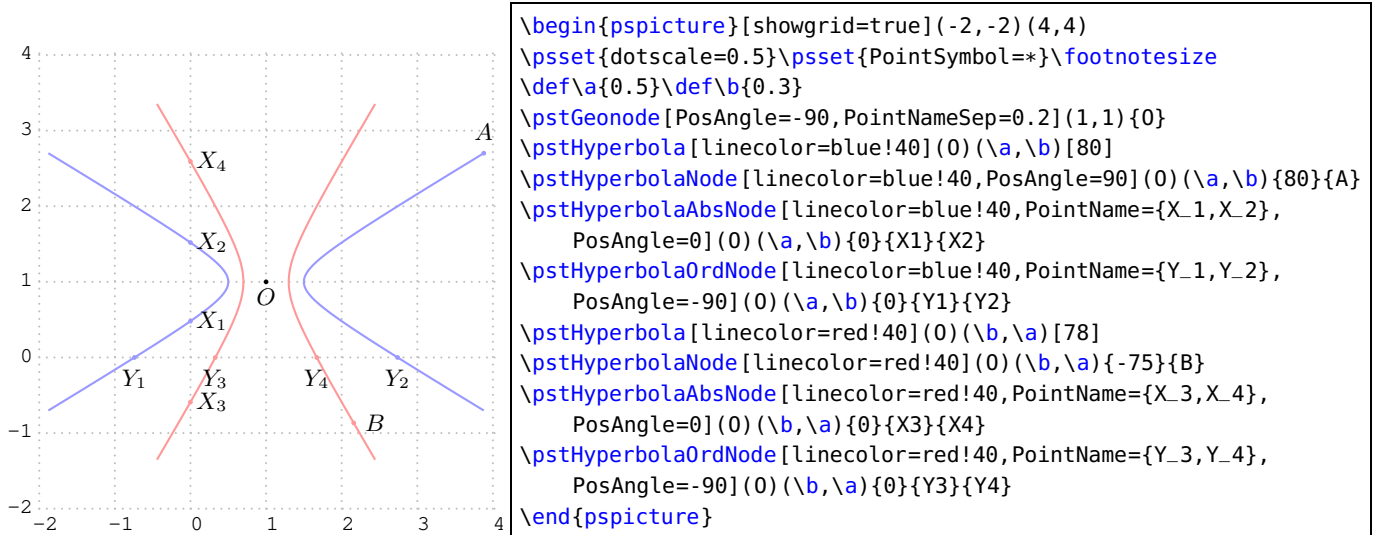 4
3
2
1
0
−1
−2
−2 −1 0 1 2 3 4
A
X4
X2
O
X1
Y1 Y3 Y4 Y2
X3
B
\begin{pspicture}[showgrid=true](-2,-2)(4,4)
\psset{dotscale=0.5}\psset{PointSymbol=*}\footnotesize
\def\a{0.5}\def\b{0.3}
\pstGeonode[PosAngle=-90,PointNameSep=0.2](1,1){O}
\pstHyperbola[linecolor=blue!40](O)(\a,\b)[80]
\pstHyperbolaNode[linecolor=blue!40,PosAngle=90](O)(\a,\b){80}{A}
\pstHyperbolaAbsNode[linecolor=blue!40,PointName={X_1,X_2},
PosAngle=0](O)(\a,\b){0}{X1}{X2}
\pstHyperbolaOrdNode[linecolor=blue!40,PointName={Y_1,Y_2},
PosAngle=-90](O)(\a,\b){0}{Y1}{Y2}
\pstHyperbola[linecolor=red!40](O)(\b,\a)[78]
\pstHyperbolaNode[linecolor=red!40](O)(\b,\a){-75}{B}
\pstHyperbolaAbsNode[linecolor=red!40,PointName={X_3,X_4},
PosAngle=0](O)(\b,\a){0}{X3}{X4}
\pstHyperbolaOrdNode[linecolor=red!40,PointName={Y_3,Y_4},
PosAngle=-90](O)(\b,\a){0}{Y3}{Y4}
\end{pspicture}